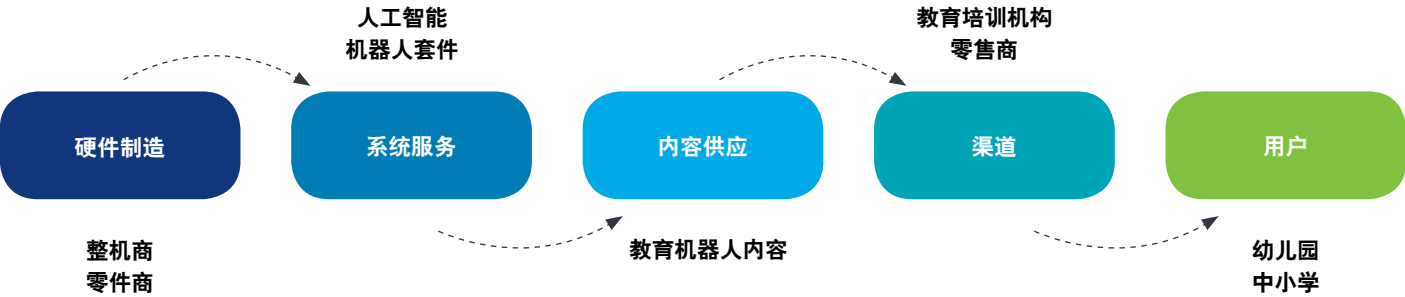 人工智能
机器人套件
教育培训机构
零售商
硬件制造
系统服务
内容供应
渠道
用户
整机商
零件商
教育机器人内容
幼儿园
中小学